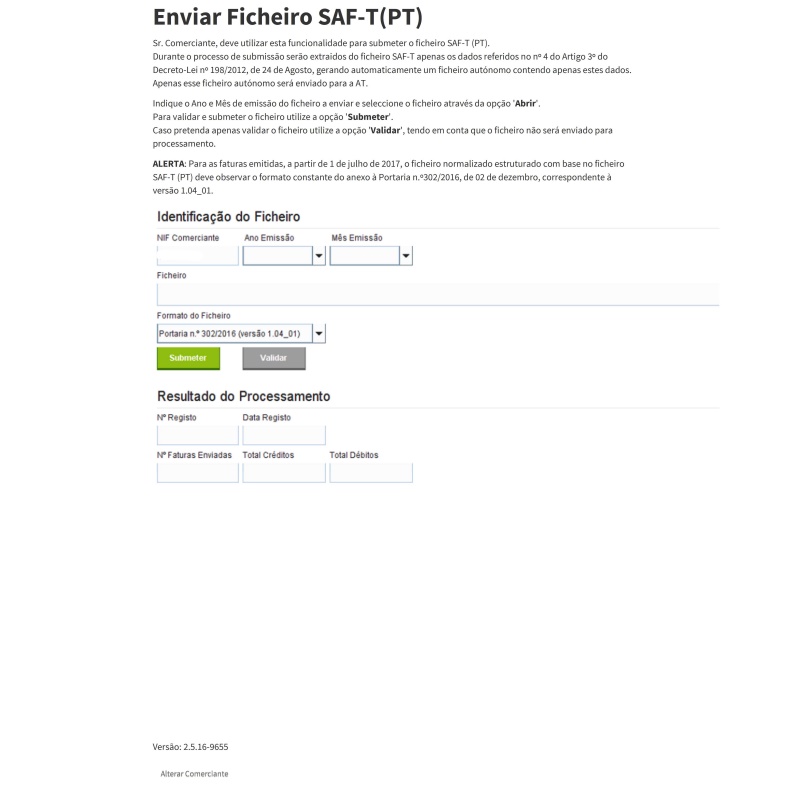 Enviar Ficheiro SAF-T(PT)
Sr. Comerciante, deve utilizar esta funcionalidade para submeter o ficheiro SAF-T (PT).
Durante o processo de submissão serão extraidos do ficheiro SAF-T apenas os dados referidos no nº 4 do Artigo 3º do
Decreto-Lei nº 198/2012, de 24 de Agosto, gerando automaticamente um ficheiro autónomo contendo apenas estes dados.
Apenas esse ficheiro autónomo será enviado para a AT.
Indique o Ano e Mês de emissão do ficheiro a enviar e seleccione o ficheiro através da opção 'Abrir'.
Para validar e submeter o ficheiro utilize a opção 'Submeter'.
Caso pretenda apenas validar o ficheiro utilize a opção 'Validar', tendo em conta que o ficheiro não será enviado para
processamento.
ALERTA: Para as faturas emitidas, a partir de 1 de julho de 2017, o ficheiro normalizado estruturado com base no ficheiro
SAF-T (PT) deve observar o formato constante do anexo à Portaria n.º302/2016, de 02 de dezembro, correspondente à
versão 1.04_01.
Identificação do Ficheiro
NIF Comerciante Ano Emissão Mês Emissão
Ficheiro
Formato do Ficheiro
Portaria n.º 302/2016 (versão 1.04_01)
Submeter Validar
Resultado do Processamento
Nº Registo Data Registo
Nº Faturas Enviadas Total Créditos Total Débitos
Versão: 2.5.16-9655
Alterar Comerciante